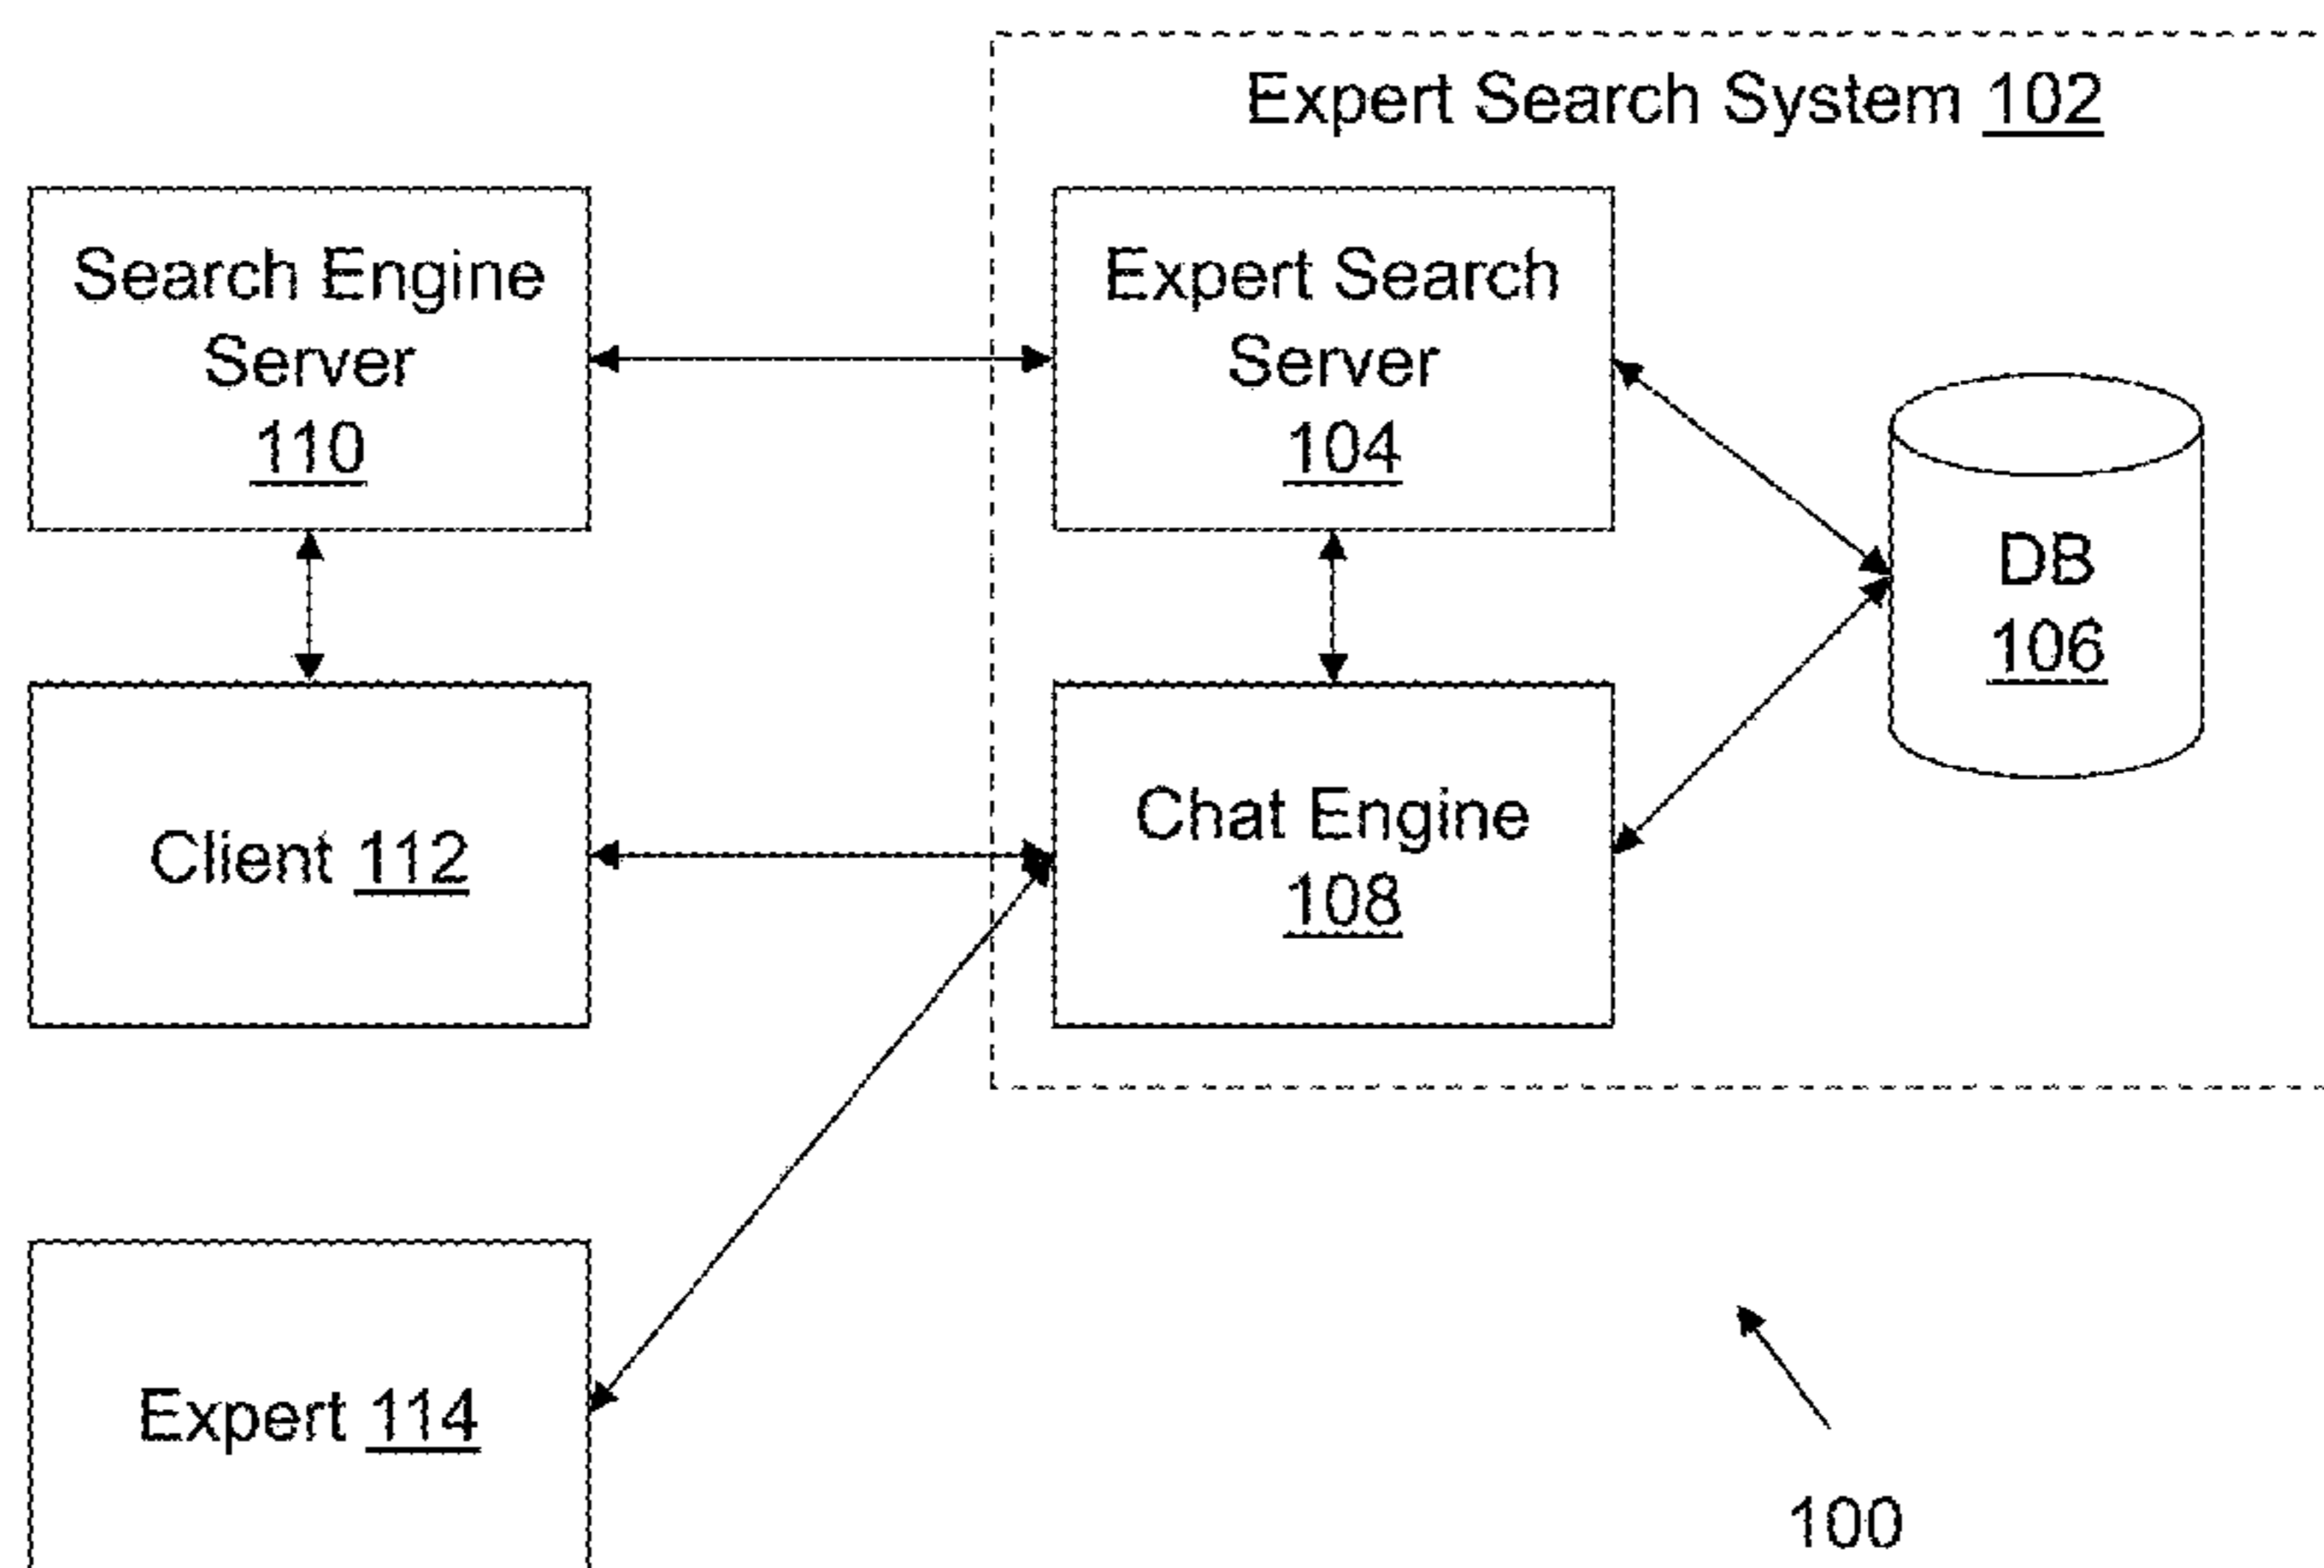 Expert Search System 102
Search Engine
Server
110
Expert Search
Server
104
DB
106
Client 112
Chat Engine
108
Expert 114
100